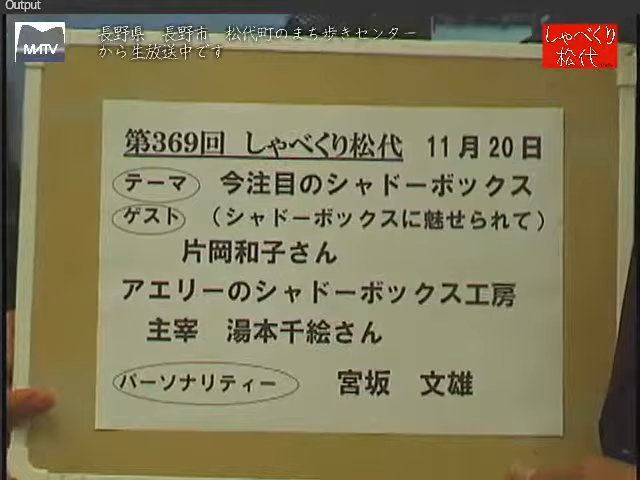 Output
MATV
長野県　長野市　松代町のまち歩きセンター
から生放送中です
しゃべくり
松代
第369回　しゃべくり松代　11月20日
テーマ　今注目のシャドーボックス
ゲスト　（シャドーボックスに魅せられて）
片岡和子さん
アエリーのシャドーボックス工房
主宰　湯本千絵さん
パーソナリティー　宮坂　文雄